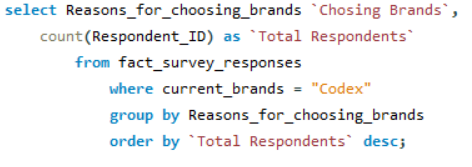 select Reasons_for_choosing_brands `Chosing Brands`,
count(Respondent_ID) as `Total Respondents`
from fact_survey_responses
where current_brands = "Codex"
group by Reasons_for_choosing_brands
order by `Total Respondents` desc;